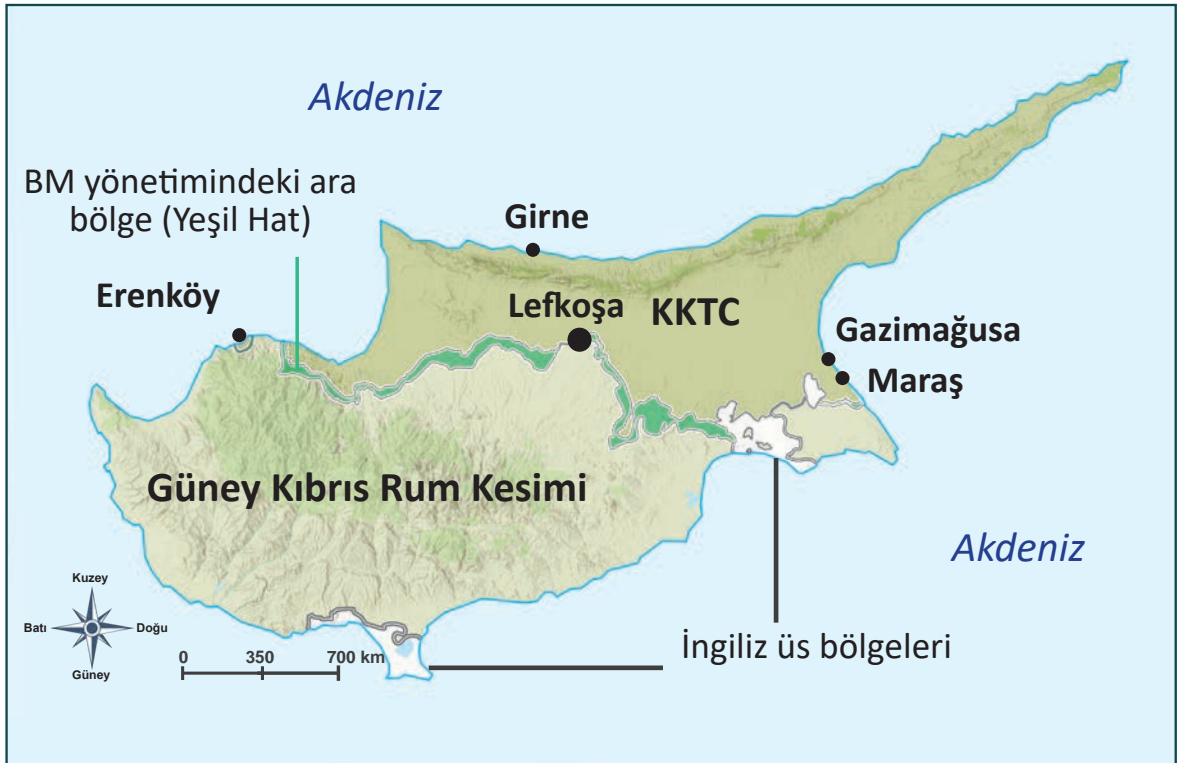 Akdeniz
BM yönetimindeki ara
bölge (Yeşil Hat)
Girne
Erenköy
Lefkoşa
KKTC
Gazimağusa
Maraş
Güney Kıbrıs Rum Kesimi
Akdeniz
Kuzey
Batı
Doğu
Güney
0 350 700 km
İngiliz üs bölgeleri